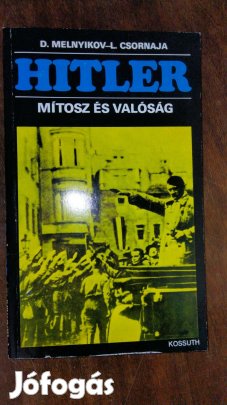 D. MELNYIKOV–L. CSORNAJA
HITLER
MÍTOSZ ÉS VALÓSÁG
KOSSUTH
Jófogás